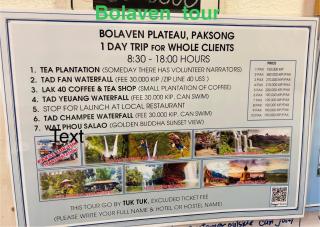 Bolaven tour
BOLAVEN PLATEAU, PAKSONG
1 DAY TRIP FOR WHOLE CLIENTS
8:30 - 18:00 HOURS
1. TEA PLANTATION (SOMEDAY THERE HAS VOLUNTEER NARRATORS)
2. TAD FAN WATERFALL (FEE 30.000 KIP / ZIP LINE 40 US$ )
3. LAK 40 COFFEE & TEA SHOP (SMALL PLANTATION OF COFFEE)
4. TAD YEUANG WATERFALL (FEE 30.000 KIP. CAN SWIM)
5. STOP FOR LAUNCH AT LOCAL RESTAURANT
6. TAD CHAMPEE WATERFALL (FEE 30.000 KIP. CAN SWIM)
7. WAT PHOU SALAO (GOLDEN BUDDHA SUNSET VIEW)
PRICE
Text
THIS TOUR GO BY TUK TUK, EXCLUDED TICKET FEE
(PLEASE WRITE YOUR FULL NAME & HOTEL OR HOSTEL NAME)